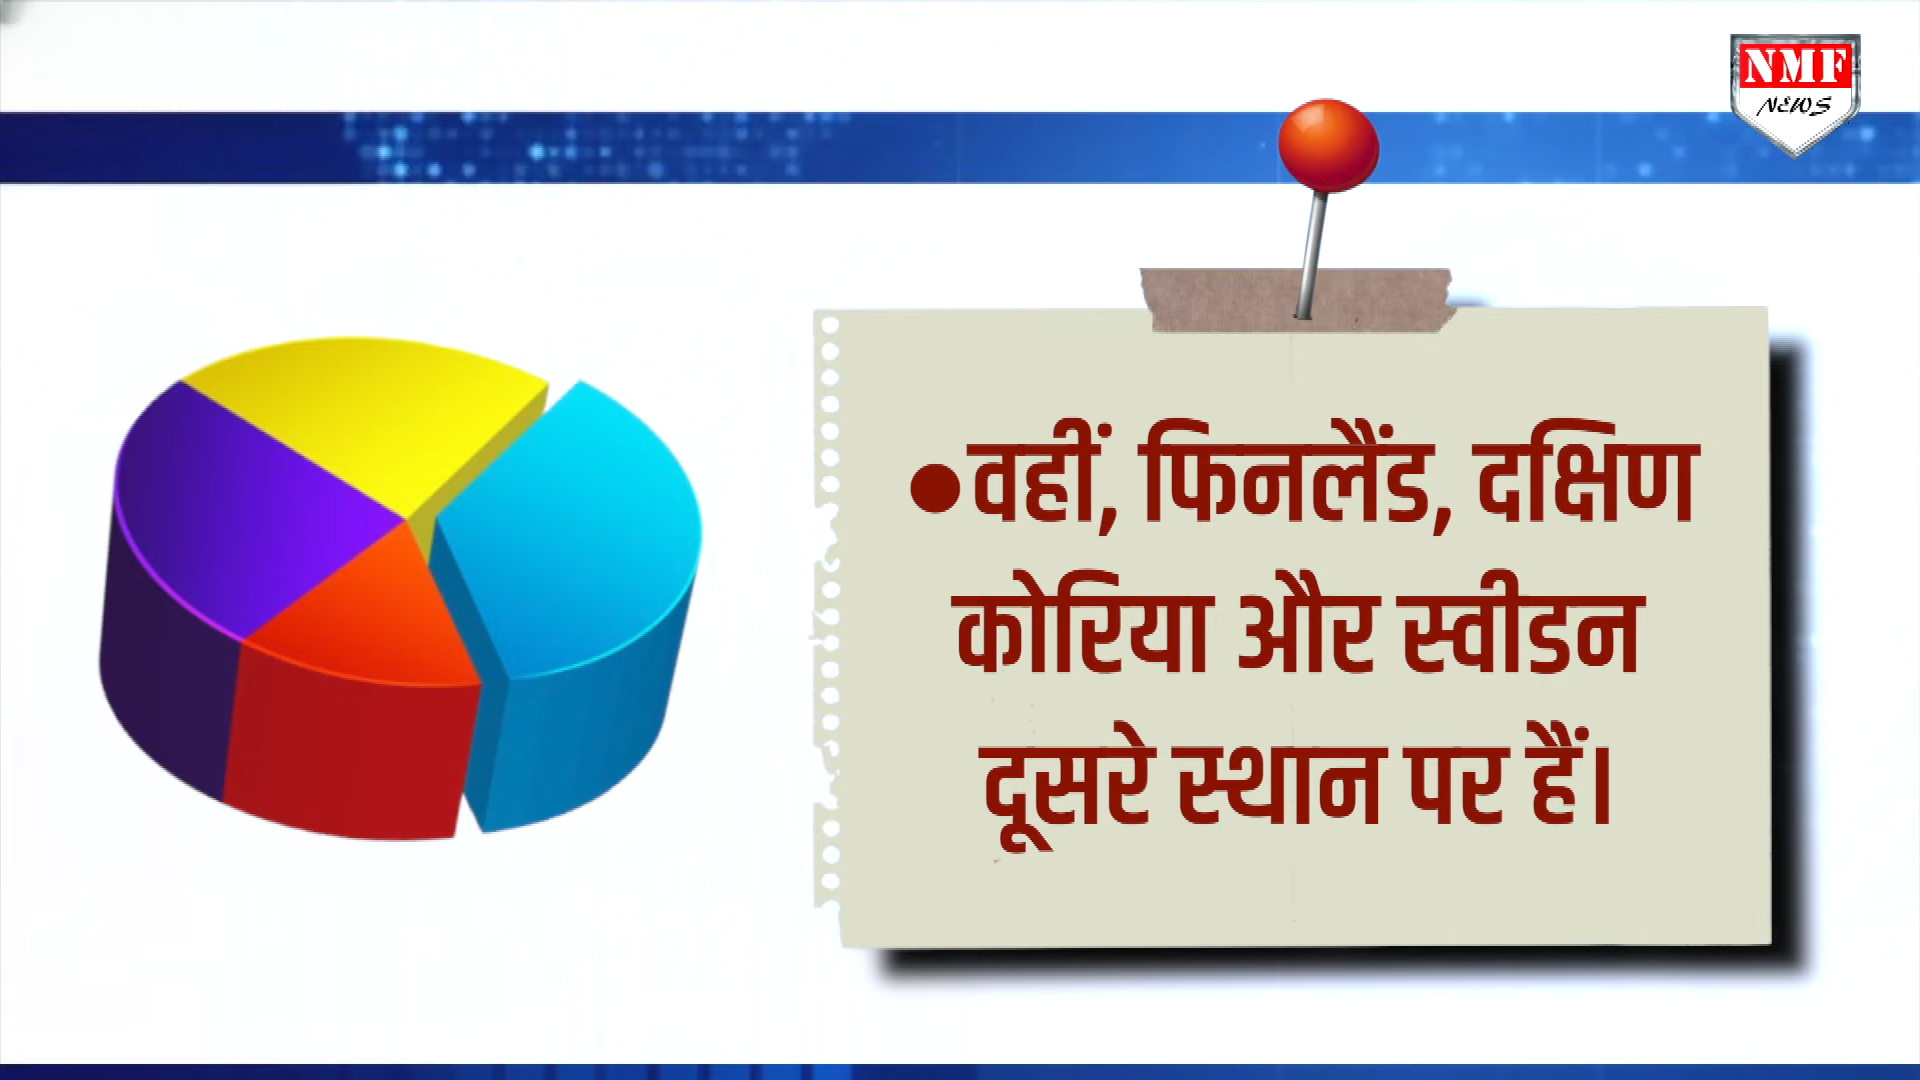 NMF
NEWS
•वहीं, फिनलैंड, दक्षिण
कोरिया और स्वीडन
दूसरे स्थान पर हैं।